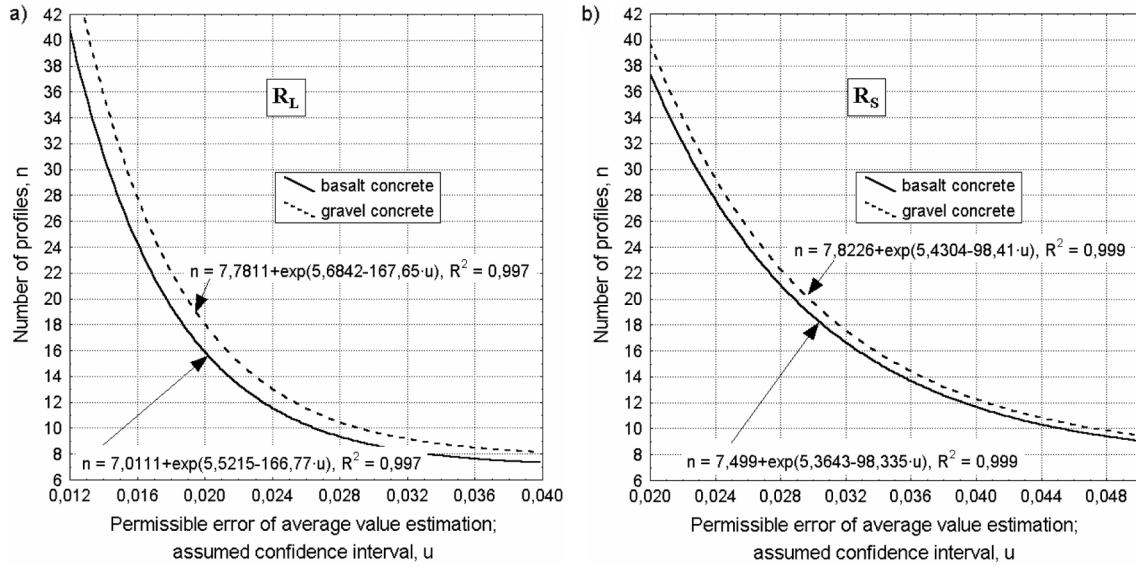 a)
Number of profiles, n
42
40
38
36
34
32
30
28
26
24
22
20
18
16
14
12
10
8
6
R_L
basalt concrete
gravel concrete
n = 7,7811+exp(5,6842-167,65·u), R² = 0,997
n = 7,0111+exp(5,5215-166,77·u), R² = 0,997
0,012 0,016 0,020 0,024 0,028 0,032 0,036 0,040
Permissible error of average value estimation;
assumed confidence interval, u
b)
Number of profiles, n
42
40
38
36
34
32
30
28
26
24
22
20
18
16
14
12
10
8
6
R_S
basalt concrete
gravel concrete
n = 7,8226+exp(5,4304-98,41·u), R² = 0,999
n = 7,499+exp(5,3643-98,335·u), R² = 0,999
0,020 0,024 0,028 0,032 0,036 0,040 0,044 0,048
Permissible error of average value estimation;
assumed confidence interval, u